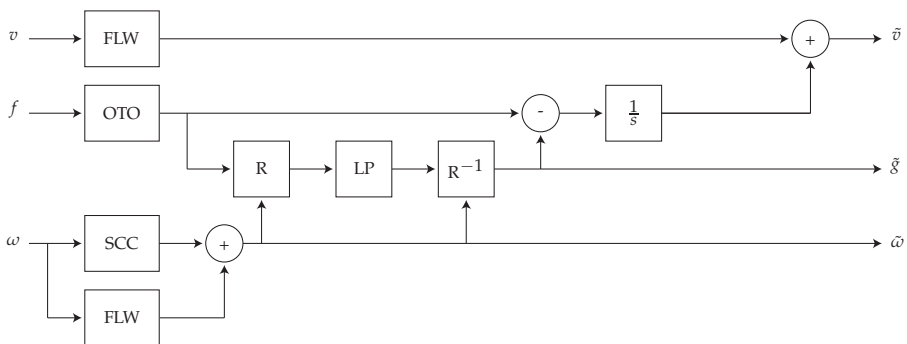 v FLW + ṽ
f OTO - 1/s
R LP R⁻¹ g̃
ω SCC + ω̃
FLW